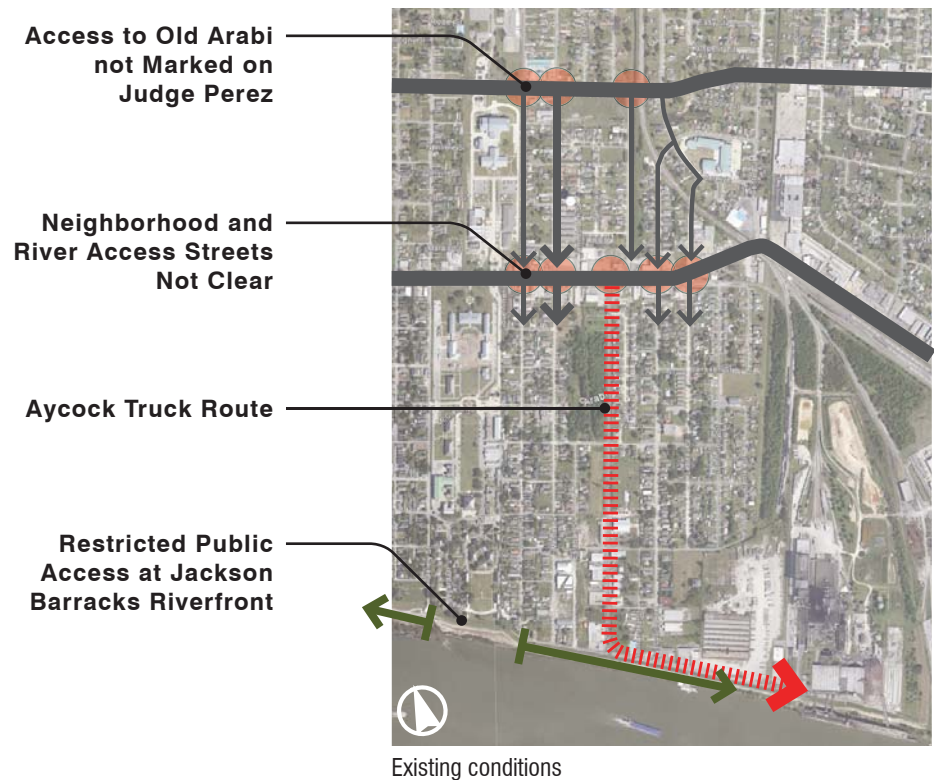 Access to Old Arabi
not Marked on
Judge Perez
Neighborhood and
River Access Streets
Not Clear
Aycock Truck Route
Restricted Public
Access at Jackson
Barracks Riverfront
Existing conditions